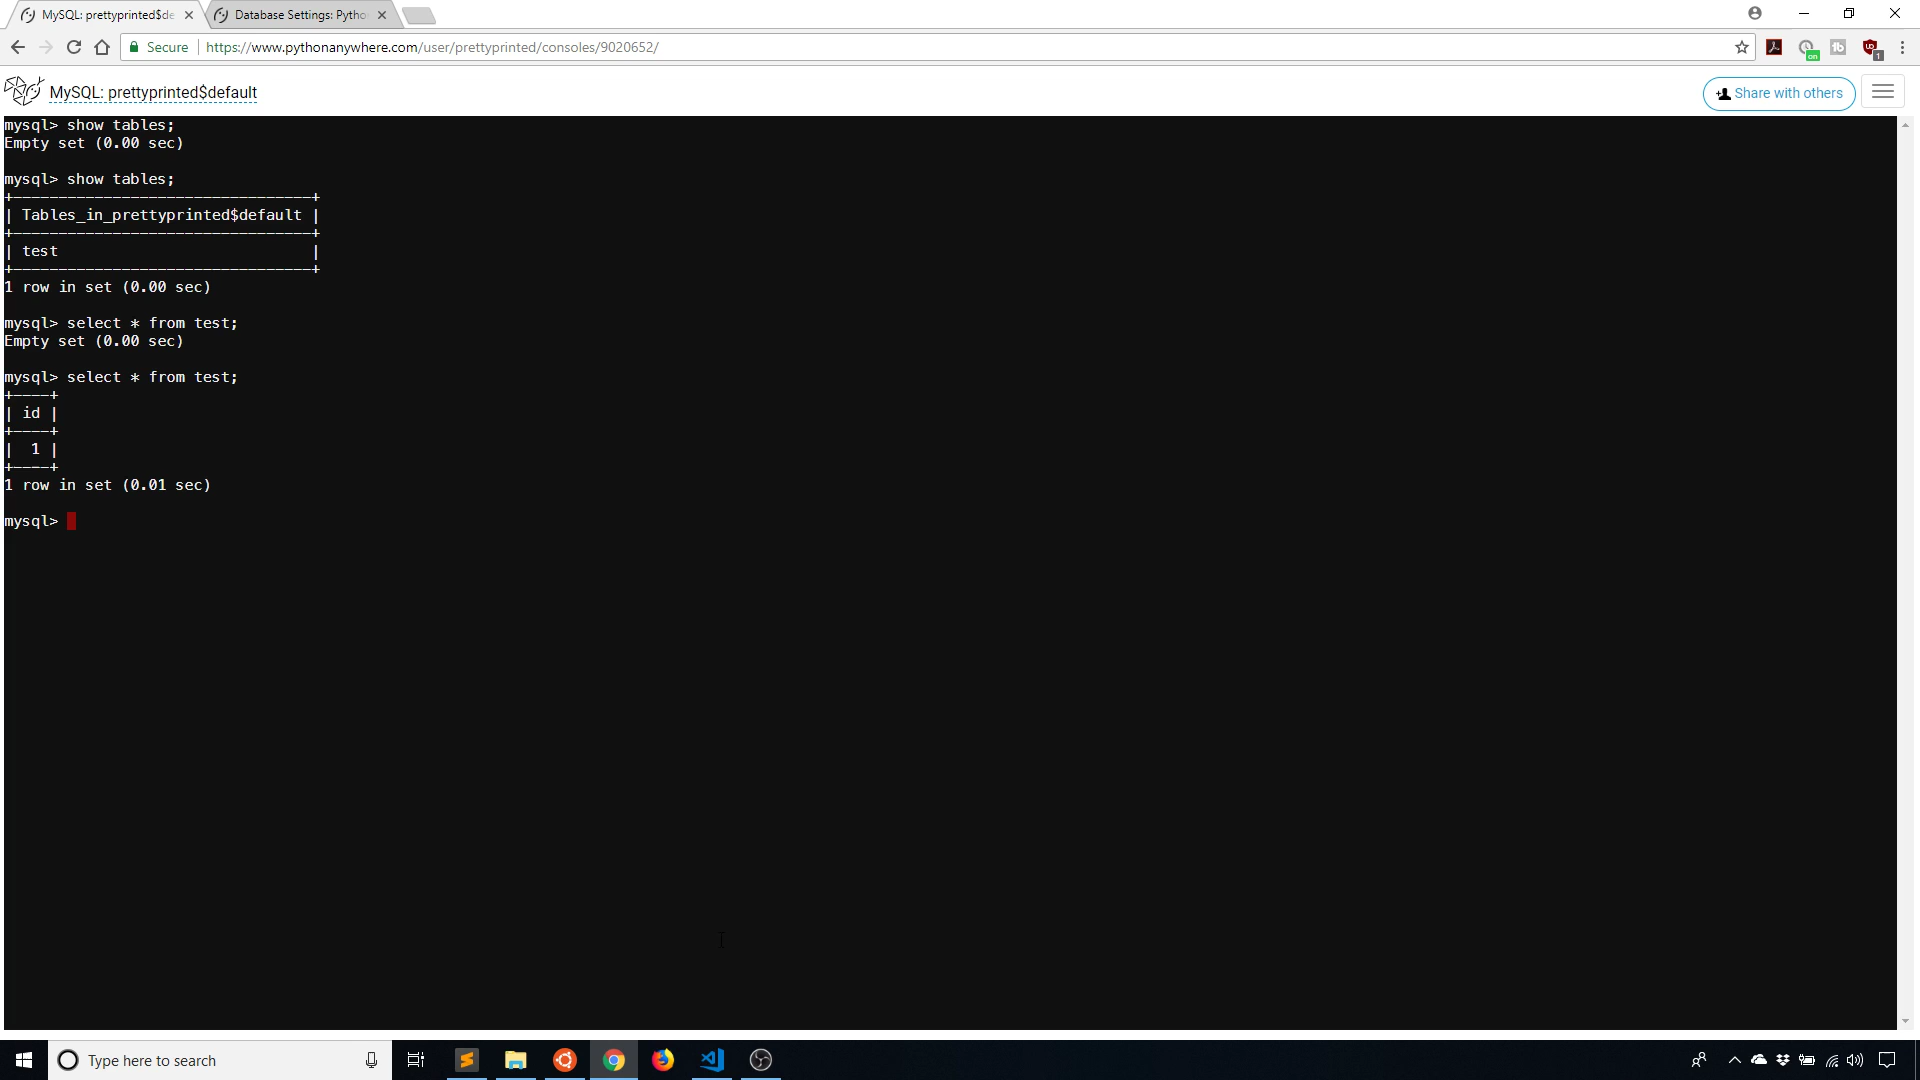 MySQL: prettyprinted$de
Database Settings: Pytho
Secure
https://www.pythonanywhere.com/user/prettyprinted/consoles/9020652/
on
1
MySQL: prettyprinted$default
Share with others
mysql> show tables;
Empty set (0.00 sec)
mysql> show tables;
+---------------------------------+
| Tables_in_prettyprinted$default |
+---------------------------------+
| test                            |
+---------------------------------+
1 row in set (0.00 sec)
mysql> select * from test;
Empty set (0.00 sec)
mysql> select * from test;
+----+
| id |
+----+
|  1 |
+----+
1 row in set (0.01 sec)
mysql>
Type here to search